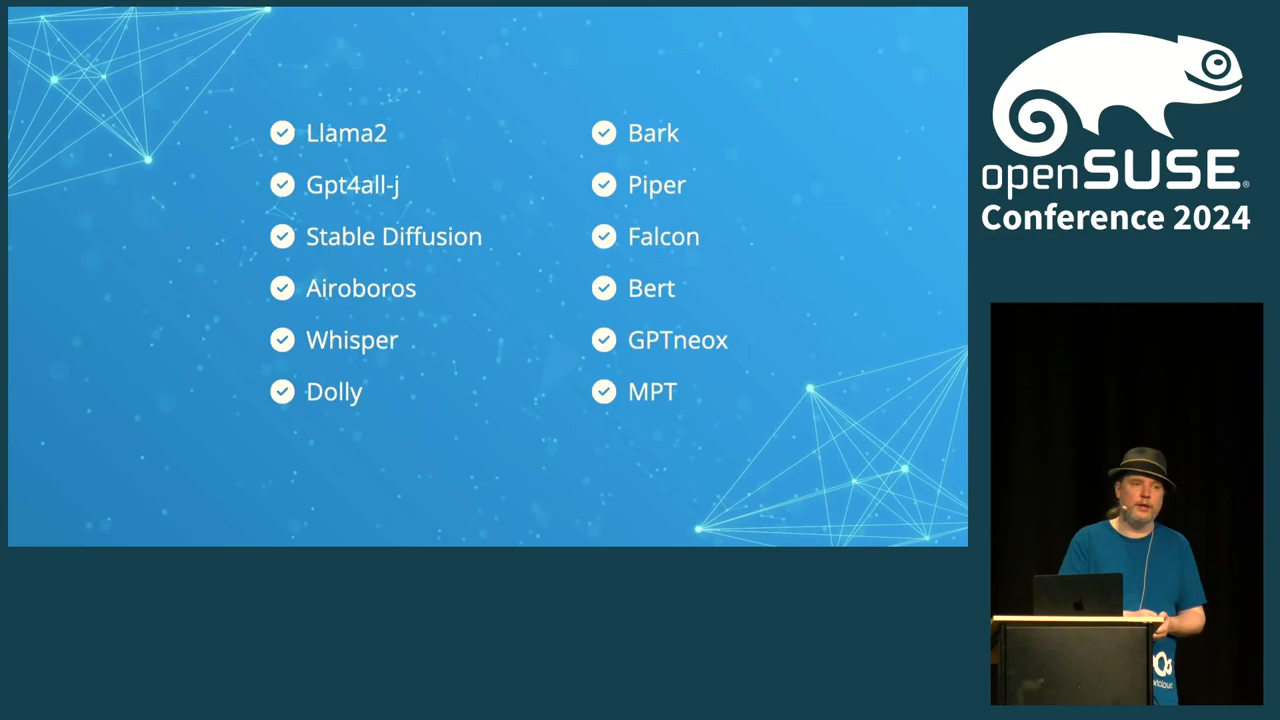 Llama2
Gpt4all-j
Stable Diffusion
Airoboros
Whisper
Dolly
Bark
Piper
Falcon
Bert
GPTneox
MPT
openSUSE®
Conference 2024